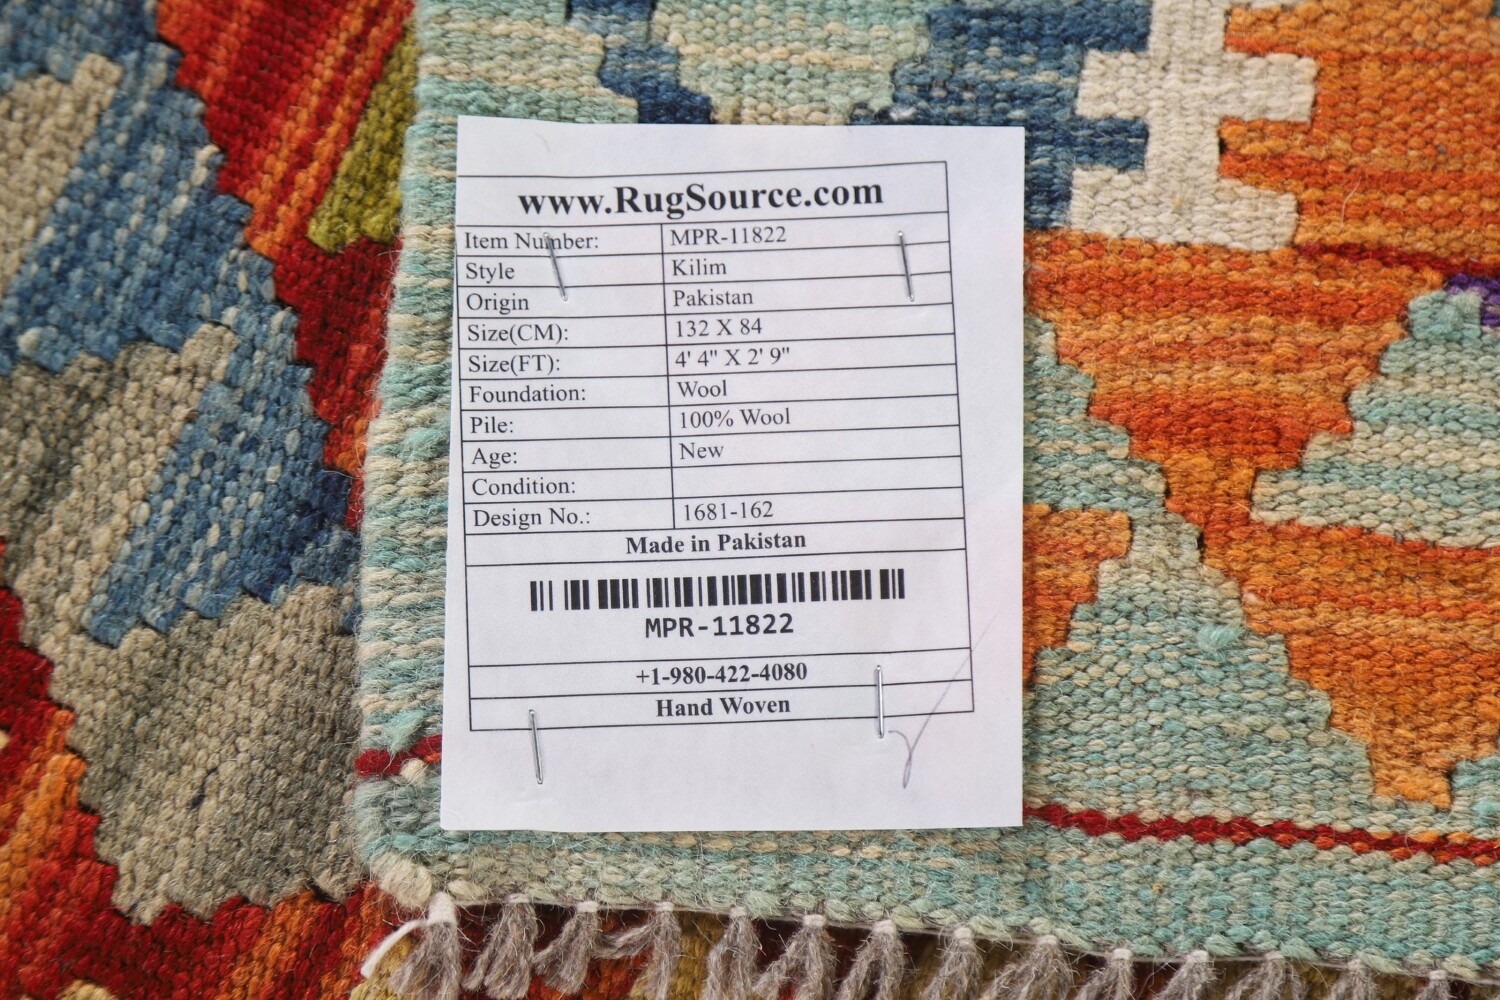 www.RugSource.com
Item Number: MPR-11822
Style Kilim
Origin Pakistan
Size(CM): 132 X 84
Size(FT): 4' 4" X 2' 9"
Foundation: Wool
Pile: 100% Wool
Age: New
Condition:
Design No.: 1681-162
Made in Pakistan
MPR-11822
+1-980-422-4080
Hand Woven